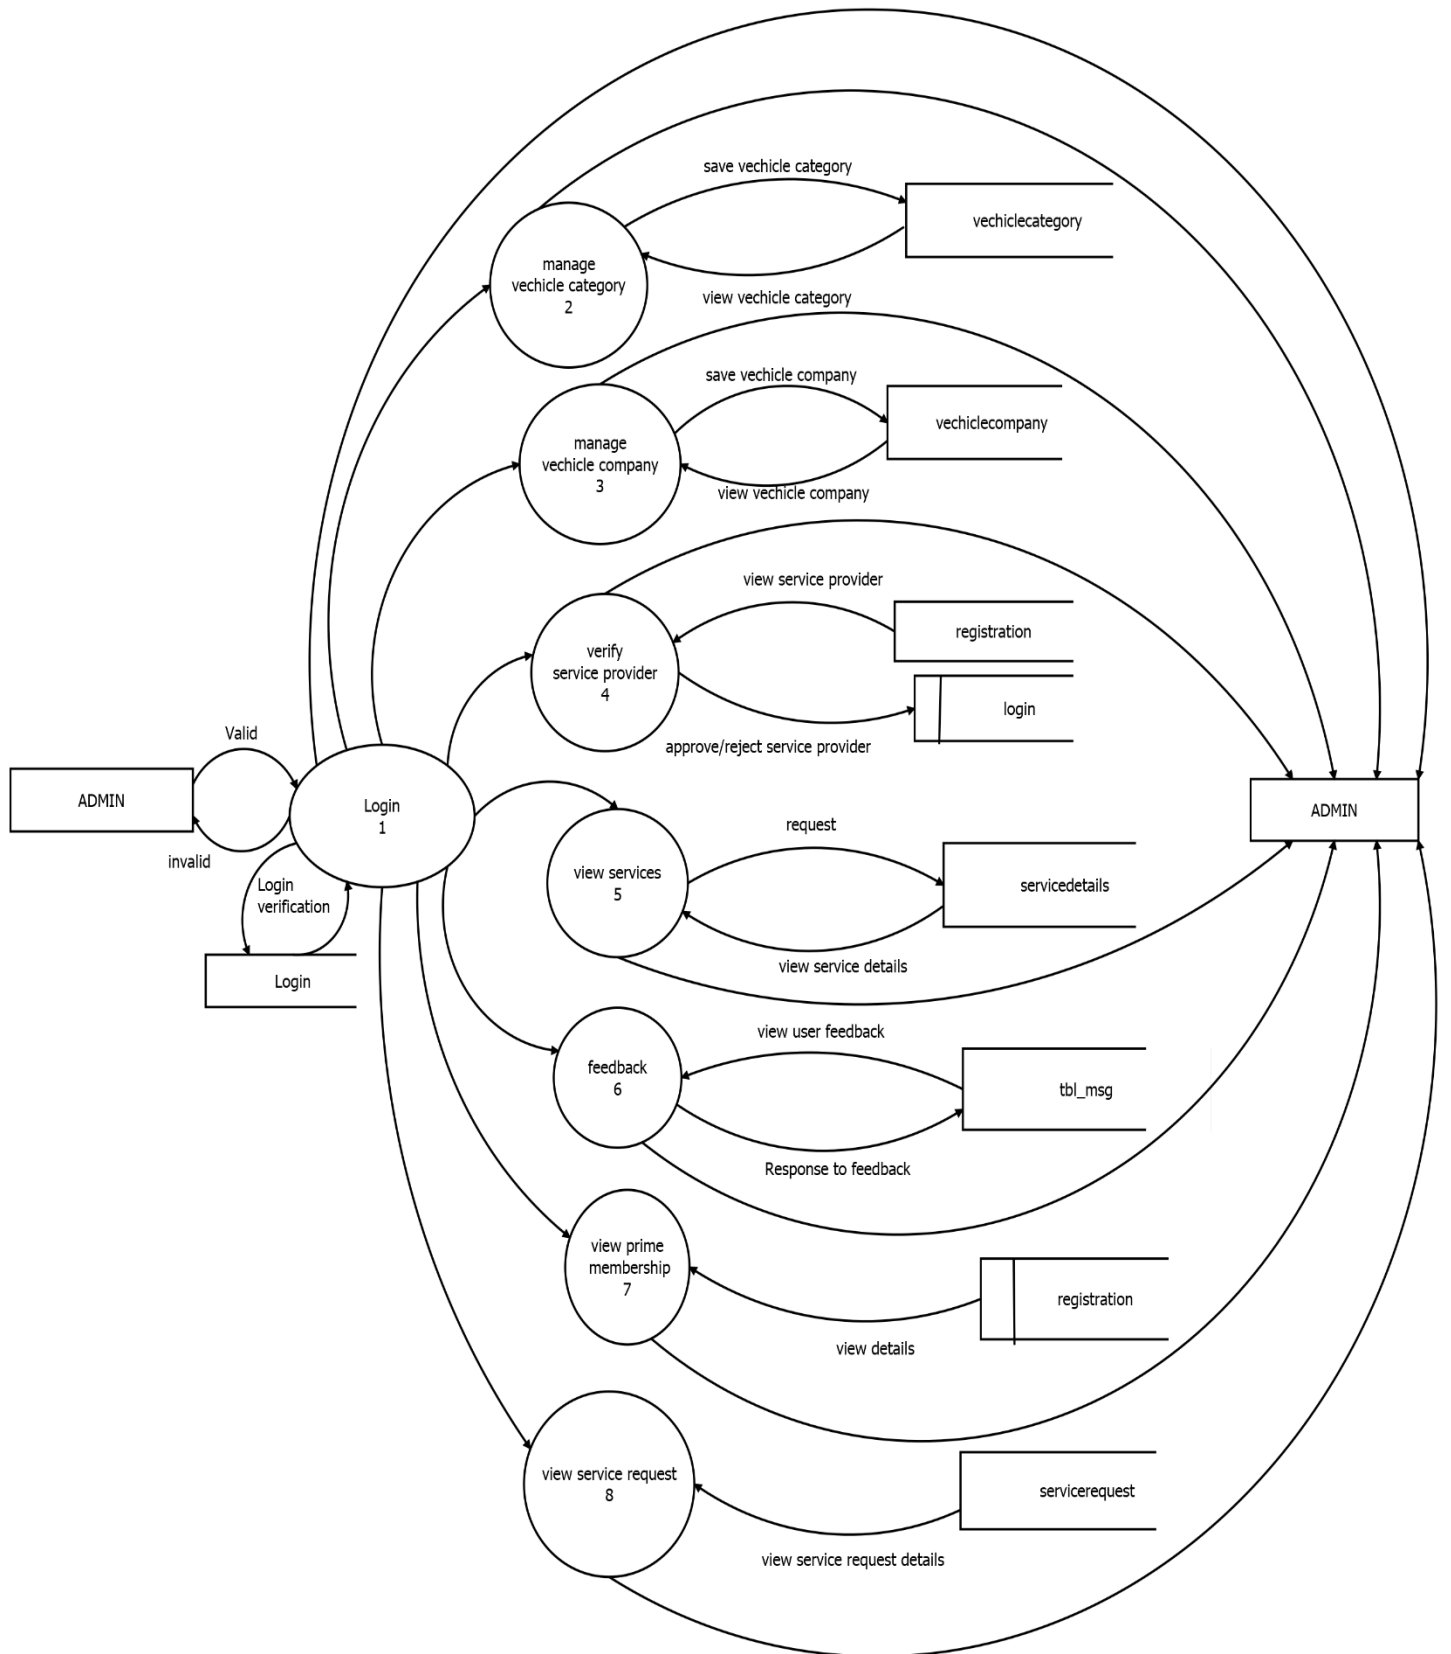 save vechicle category
vechiclecategory
manage
vechicle category
2
view vechicle category
save vechicle company
vechiclecompany
manage
vechicle company
3
view vechicle company
view service provider
registration
verify
service provider
4
login
approve/reject service provider
Valid
ADMIN
Login
1
invalid
Login
verification
Login
ADMIN
request
view services
5
servicedetails
view service details
view user feedback
feedback
6
tbl_msg
Response to feedback
view prime
membership
7
registration
view details
view service request
8
servicerequest
view service request details